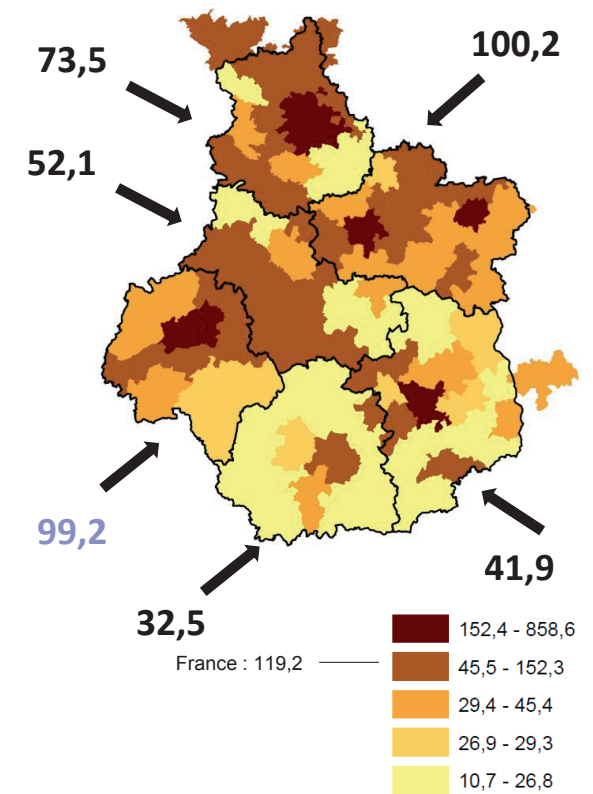 100,2
73,5
52,1
99,2
41,9
32,5
152,4 - 858,6
France : 119,2
45,5 - 152,3
29,4 - 45,4
26,9 - 29,3
10,7 - 26,8